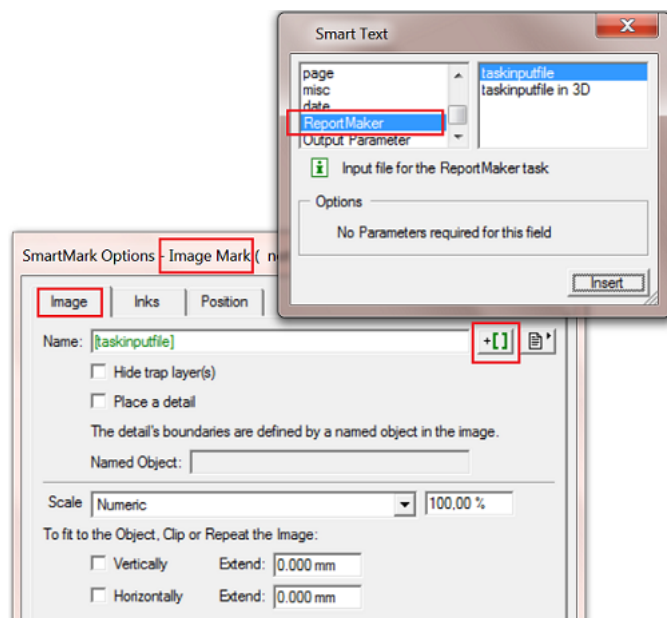 Smart Text
page
misc
date
ReportMaker
Output Parameter
taskinputfile
taskinputfile in 3D
Input file for the ReportMaker task
Options
No Parameters required for this field
Insert
SmartMark Options - Image Mark (
Image Inks Position
Name: [taskinputfile] +[]
Hide trap layer(s)
Place a detail
The detail's boundaries are defined by a named object in the image.
Named Object:
Scale Numeric 100,00 %
To fit to the Object, Clip or Repeat the Image:
Vertically Extend: 0.000 mm
Horizontally Extend: 0.000 mm